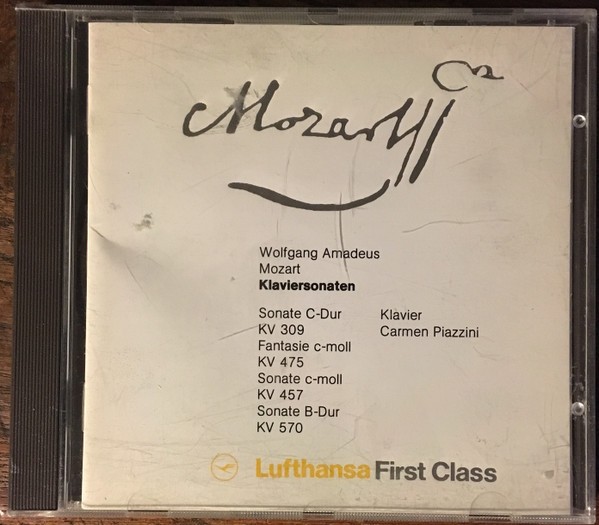 Mozart
Wolfgang Amadeus
Mozart
Klaviersonaten
Sonate C-Dur
KV 309
Fantasie c-moll
KV 475
Sonate c-moll
KV 457
Sonate B-Dur
KV 570
Klavier
Carmen Piazzini
Lufthansa First Class